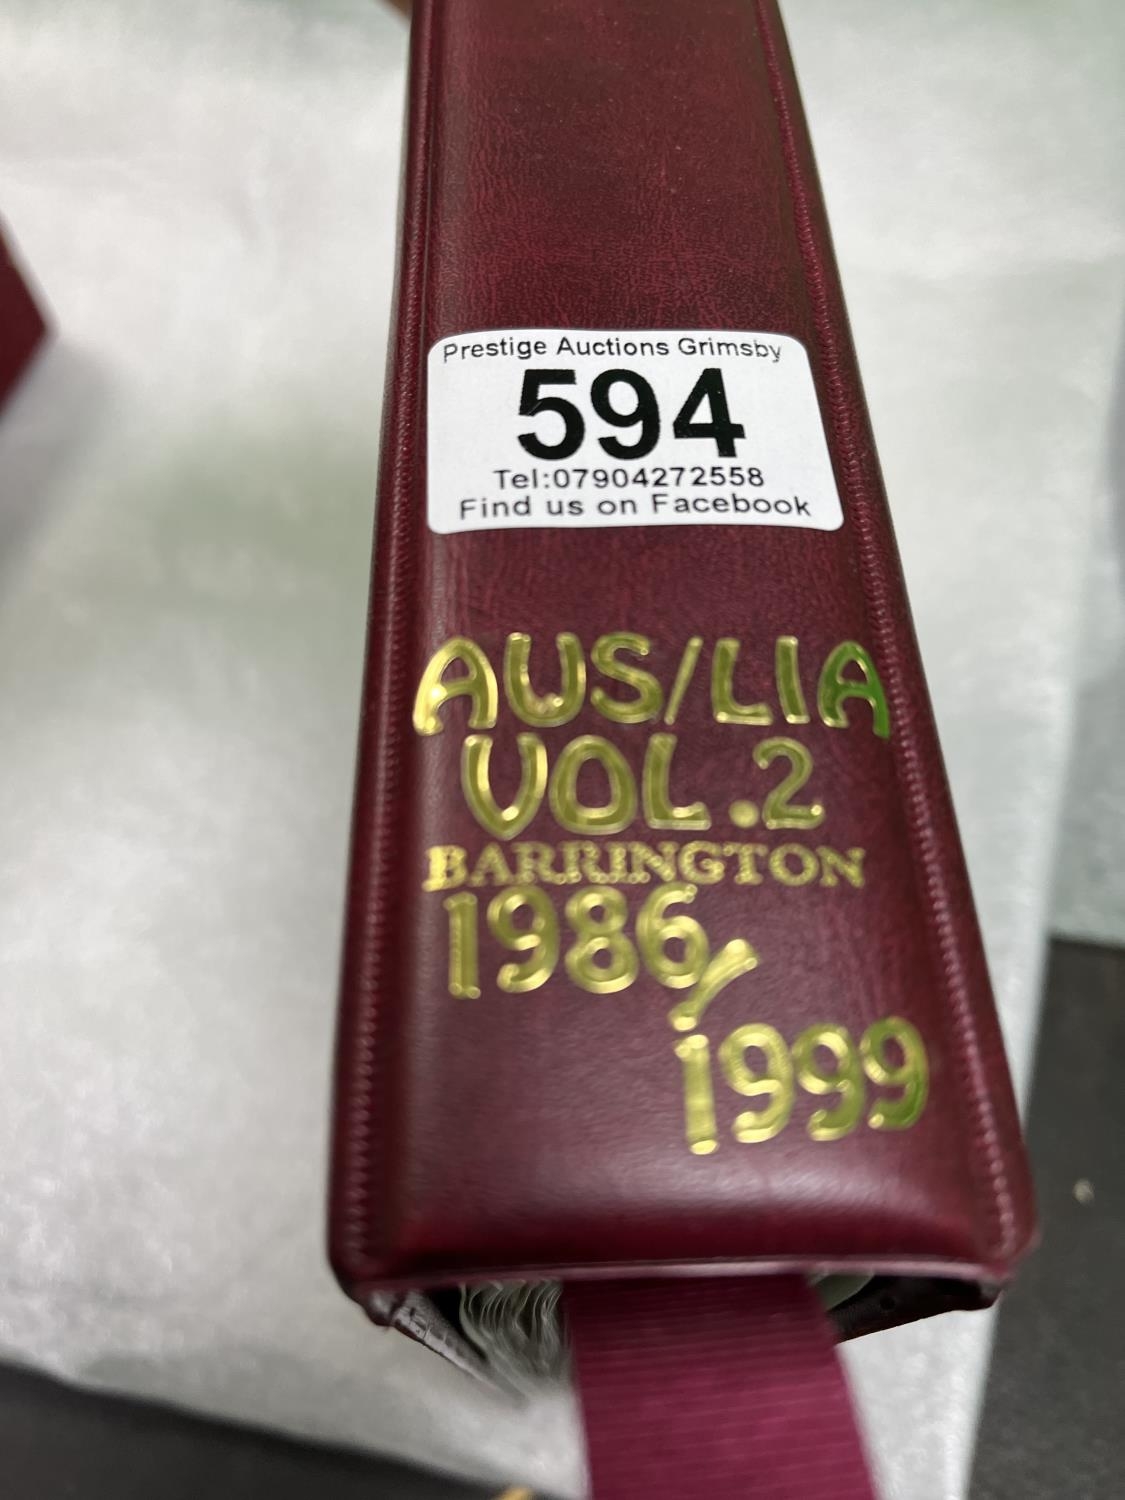 Prestige Auctions Grimsby
594
Tel:07904272558
Find us on Facebook
AUS/LIA
VOL.2
BARRINGTON
1986/
1999